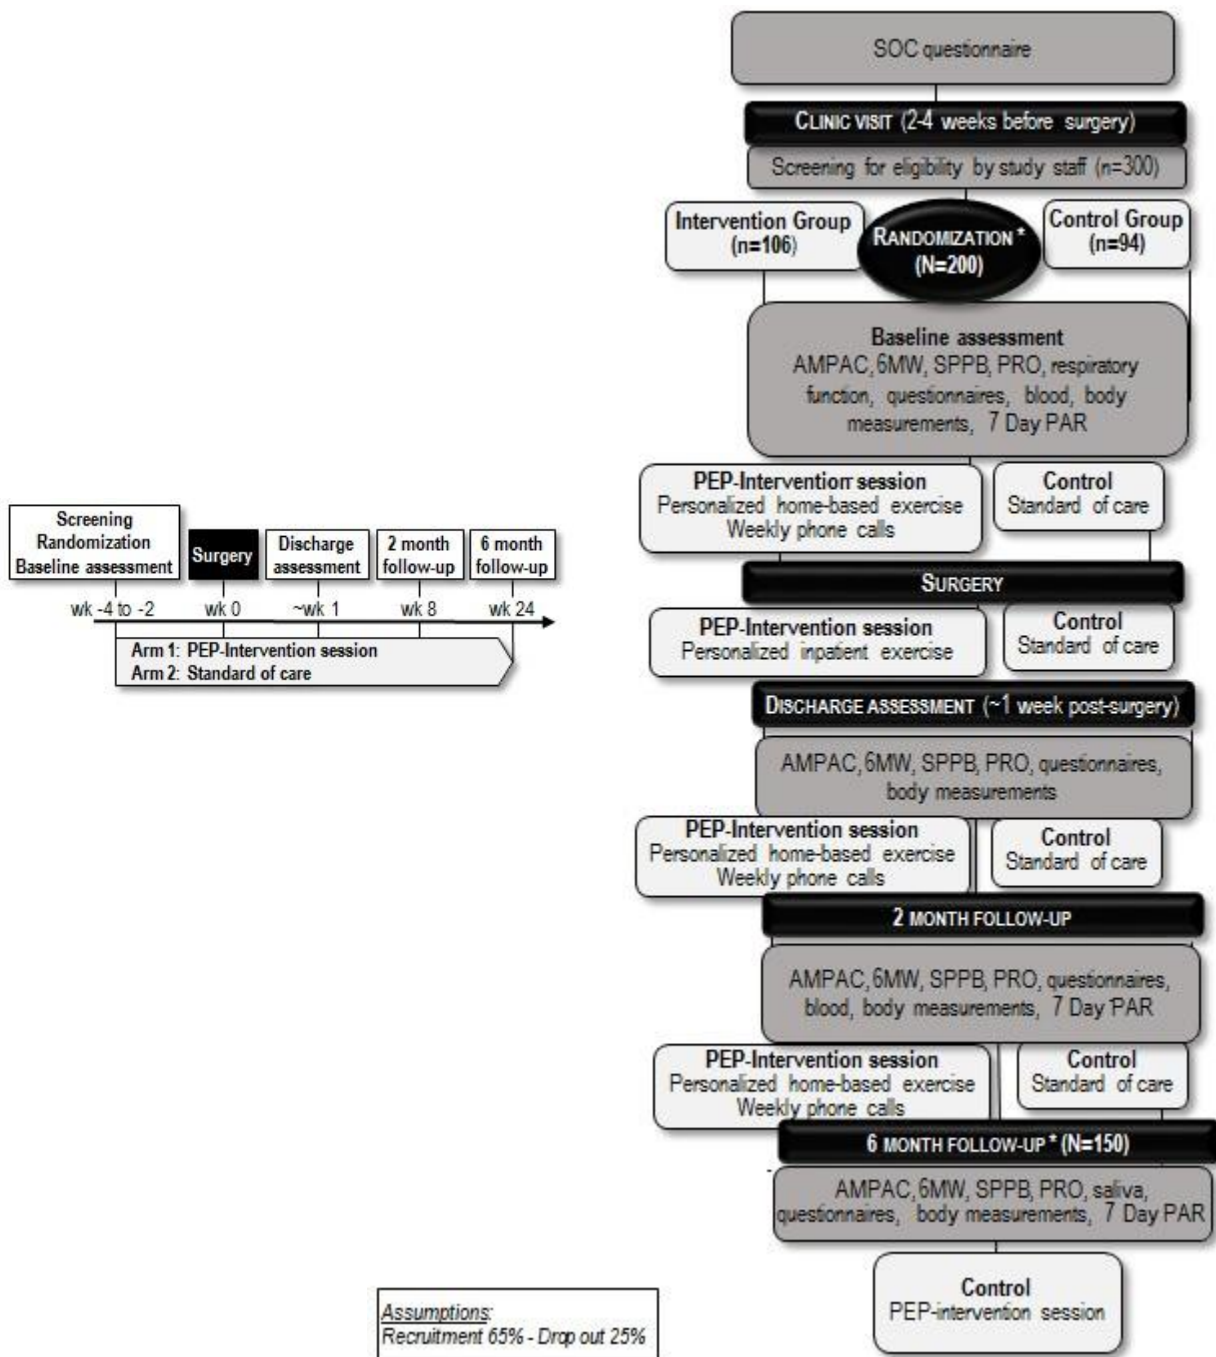 SOC questionnaire
CLINIC VISIT (2-4 weeks before surgery)
Screening for eligibility by study staff (n=300)
Intervention Group
(n=106)
RANDOMIZATION *
(N=200)
Control Group
(n=94)
Baseline assessment
AMPAC, 6MW, SPPB, PRO, respiratory
function, questionnaires, blood, body
measurements, 7 Day PAR
PEP-Intervention session
Personalized home-based exercise
Weekly phone calls
Control
Standard of care
SURGERY
PEP-Intervention session
Personalized inpatient exercise
Control
Standard of care
DISCHARGE ASSESSMENT (~1 week post-surgery)
AMPAC, 6MW, SPPB, PRO, questionnaires,
body measurements
PEP-Intervention session
Personalized home-based exercise
Weekly phone calls
Control
Standard of care
2 MONTH FOLLOW-UP
AMPAC, 6MW, SPPB, PRO, questionnaires,
blood, body measurements, 7 Day PAR
PEP-Intervention session
Personalized home-based exercise
Weekly phone calls
Control
Standard of care
6 MONTH FOLLOW-UP * (N=150)
AMPAC, 6MW, SPPB, PRO, saliva,
questionnaires, body measurements, 7 Day PAR
Control
PEP-intervention session
Screening
Randomization
Baseline assessment
Surgery
Discharge
assessment
2 month
follow-up
6 month
follow-up
wk -4 to -2
wk 0
~wk 1
wk 8
wk 24
Arm 1: PEP-Intervention session
Arm 2: Standard of care
Assumptions:
Recruitment 65% - Drop out 25%